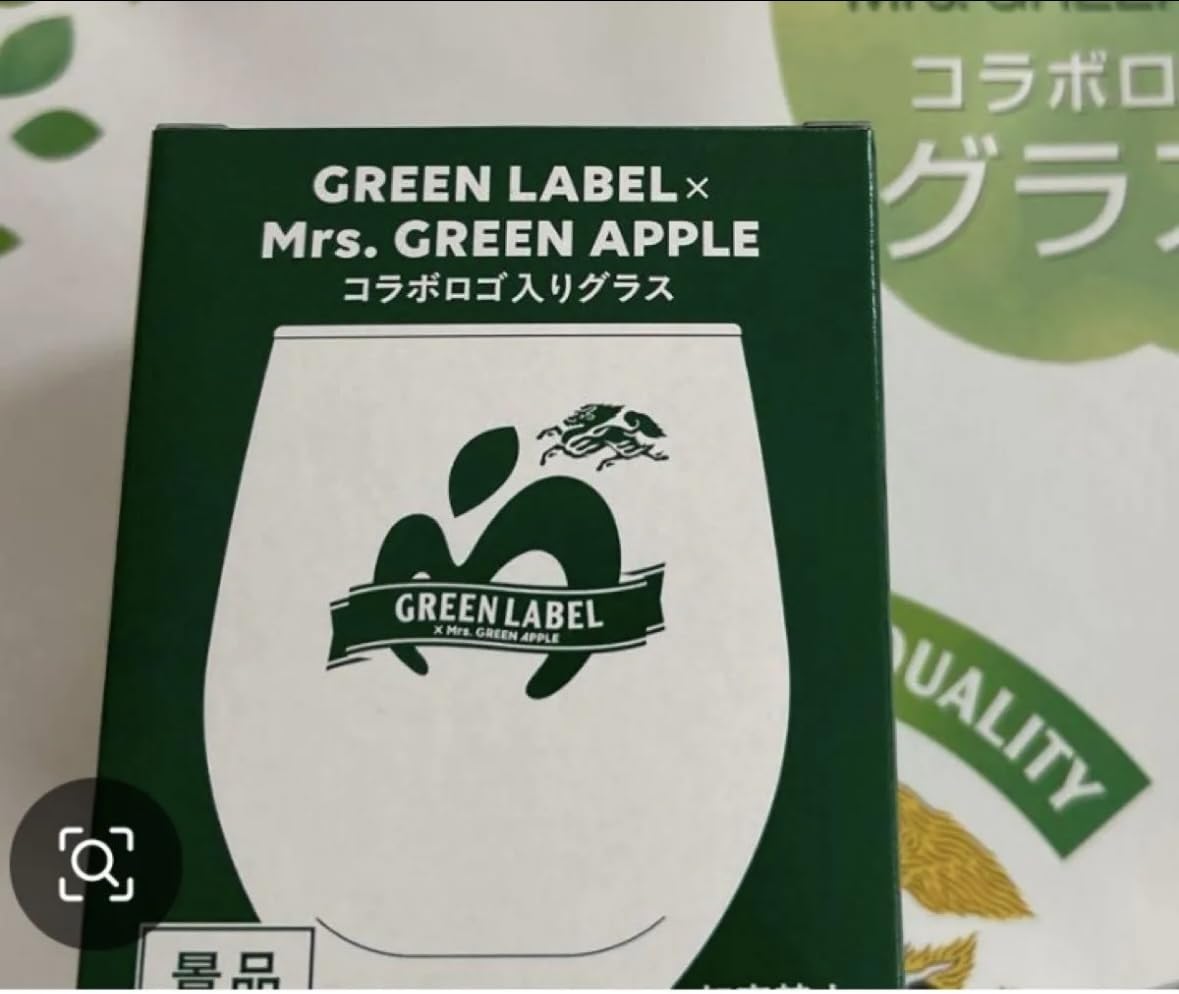 GREEN LABEL×
Mrs. GREEN APPLE
コラボロゴ入りグラス
GREEN LABEL
× Mrs. GREEN APPLE
景品
コラボロ
グラス
QUALITY